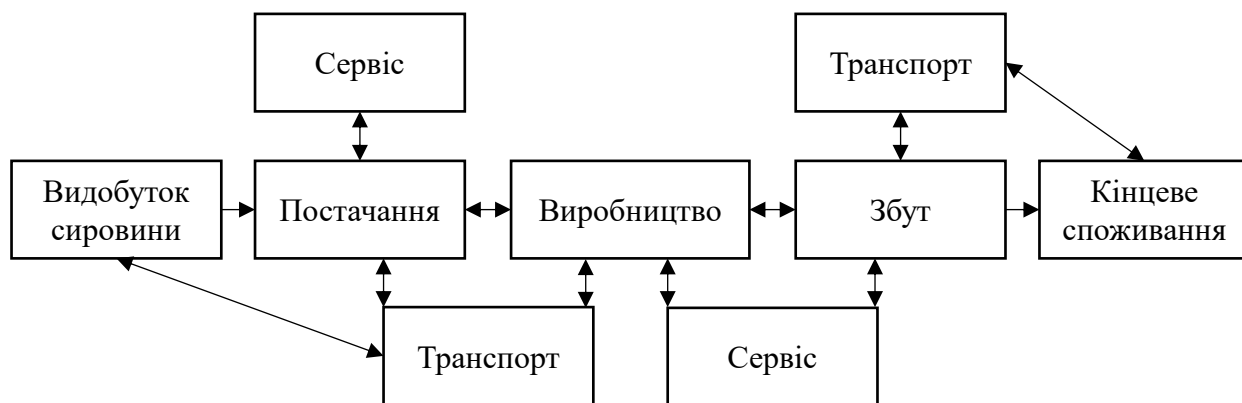 Сервіс
Транспорт
Видобуток
сировини
Постачання
Виробництво
Збут
Кінцеве
споживання
Транспорт
Сервіс